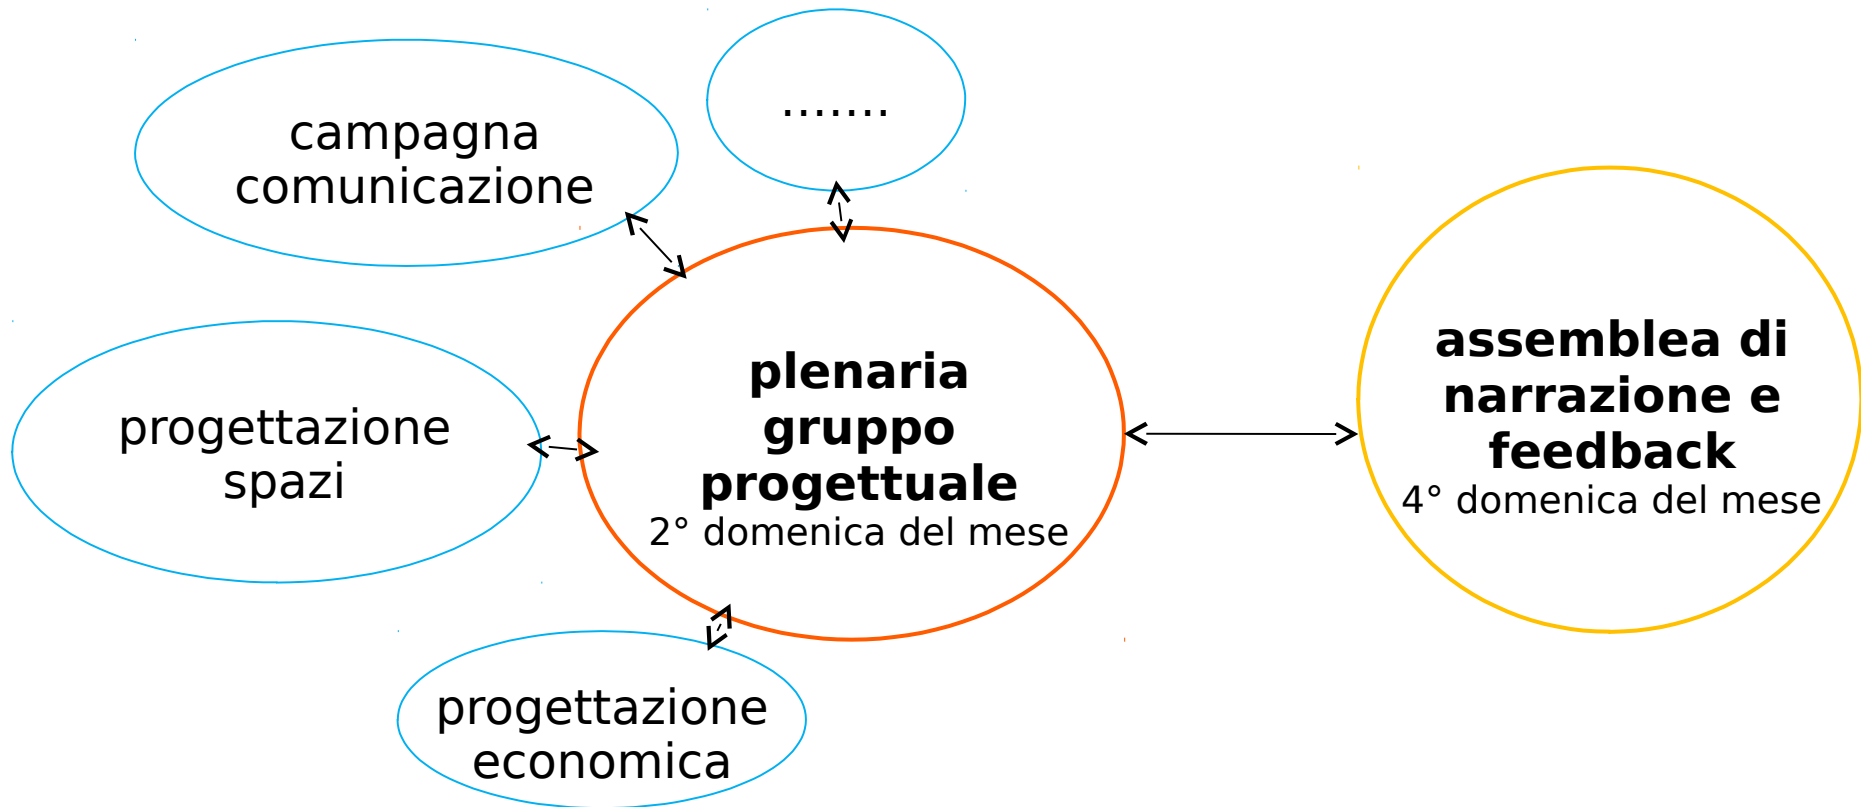 campagna
comunicazione
.......
progettazione
spazi
plenaria
gruppo
progettuale
2° domenica del mese
assemblea di
narrazione e
feedback
4° domenica del mese
progettazione
economica